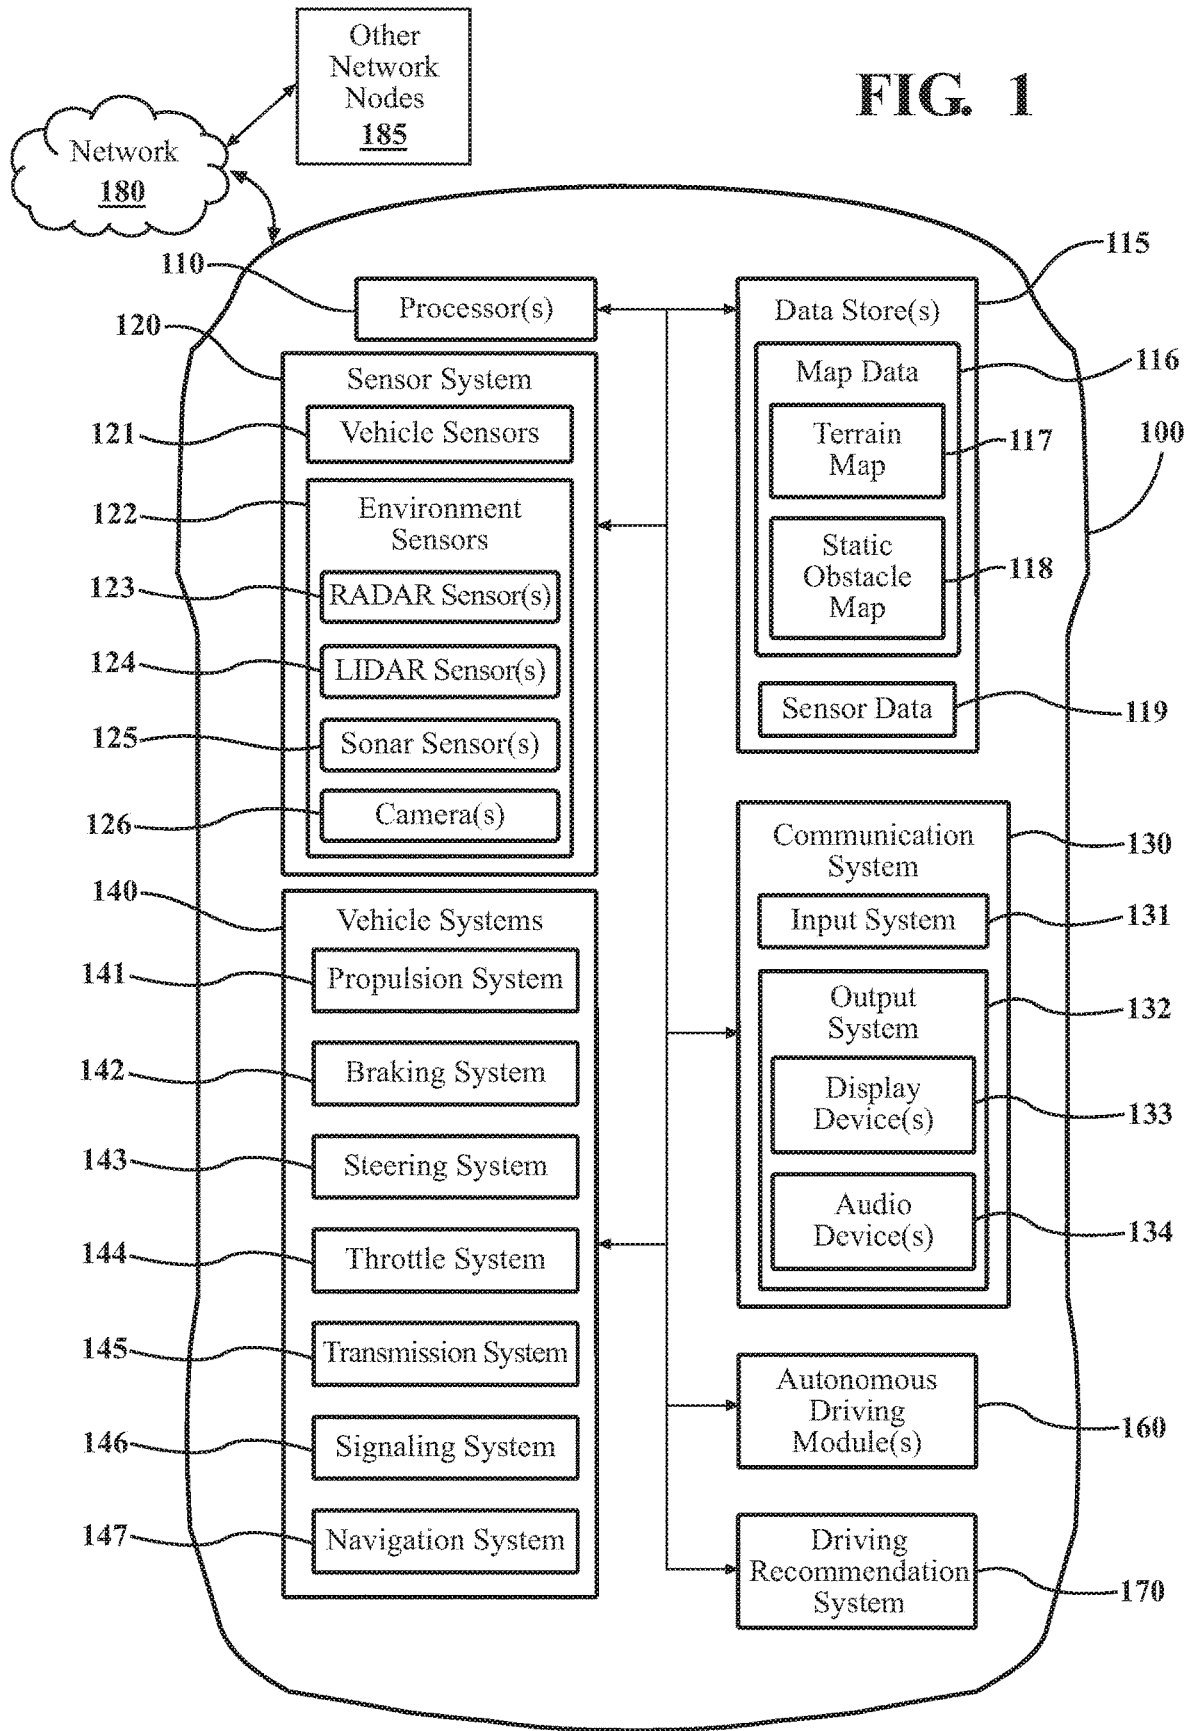 Other
Network
Nodes
185
FIG. 1
Network
180
110
Processor(s)
120
Sensor System
121
Vehicle Sensors
122
Environment
Sensors
123
RADAR Sensor(s)
124
LIDAR Sensor(s)
125
Sonar Sensor(s)
126
Camera(s)
140
Vehicle Systems
141
Propulsion System
142
Braking System
143
Steering System
144
Throttle System
145
Transmission System
146
Signaling System
147
Navigation System
115
Data Store(s)
116
Map Data
Terrain
Map
117
100
Static
Obstacle
Map
118
Sensor Data
119
Communication
System
130
Input System
131
Output
System
132
Display
Device(s)
133
Audio
Device(s)
134
Autonomous
Driving
Module(s)
160
Driving
Recommendation
System
170